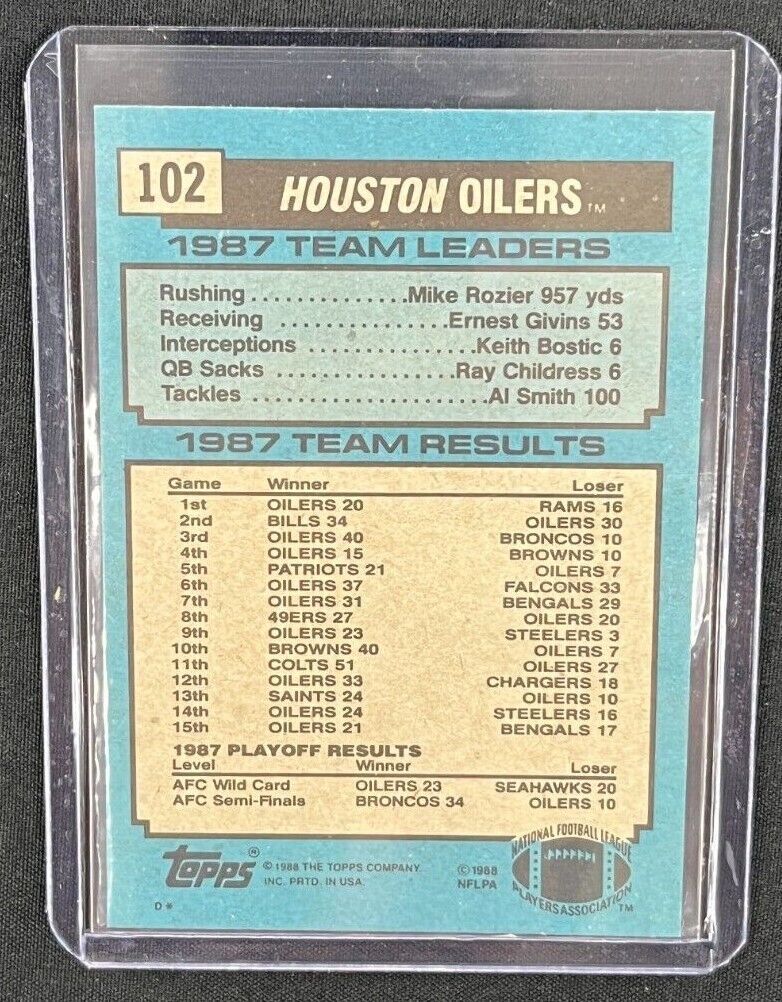 102
HOUSTON OILERS TM
1987 TEAM LEADERS
Rushing..............Mike Rozier 957 yds
Receiving ................Ernest Givins 53
Interceptions ................Keith Bostic 6
QB Sacks .................Ray Childress 6
Tackles ......................Al Smith 100
1987 TEAM RESULTS
Game Winner Loser
1st OILERS 20 RAMS 16
2nd BILLS 34 OILERS 30
3rd OILERS 40 BRONCOS 10
4th OILERS 15 BROWNS 10
5th PATRIOTS 21 OILERS 7
6th OILERS 37 FALCONS 33
7th OILERS 31 BENGALS 29
8th 49ERS 27 OILERS 20
9th OILERS 23 STEELERS 3
10th BROWNS 40 OILERS 7
11th COLTS 51 OILERS 27
12th OILERS 33 CHARGERS 18
13th SAINTS 24 OILERS 10
14th OILERS 24 STEELERS 16
15th OILERS 21 BENGALS 17
1987 PLAYOFF RESULTS
Level Winner Loser
AFC Wild Card OILERS 23 SEAHAWKS 20
AFC Semi-Finals BRONCOS 34 OILERS 10
topps®
© 1988 THE TOPPS COMPANY
INC. PRTD. IN USA.
© 1988
NFLPA
NATIONAL FOOTBALL LEAGUE
PLAYERS ASSOCIATION TM
D*